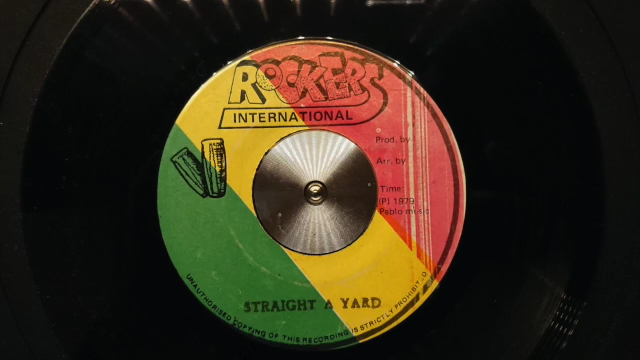 ROCKERS
INTERNATIONAL
Prod. by
Arr. by
Time:
(P) 1979
Pablo music
STRAIGHT A YARD
UNAUTHORISED COPYING OF THIS RECORDING IS STRICTLY PROHIBIT